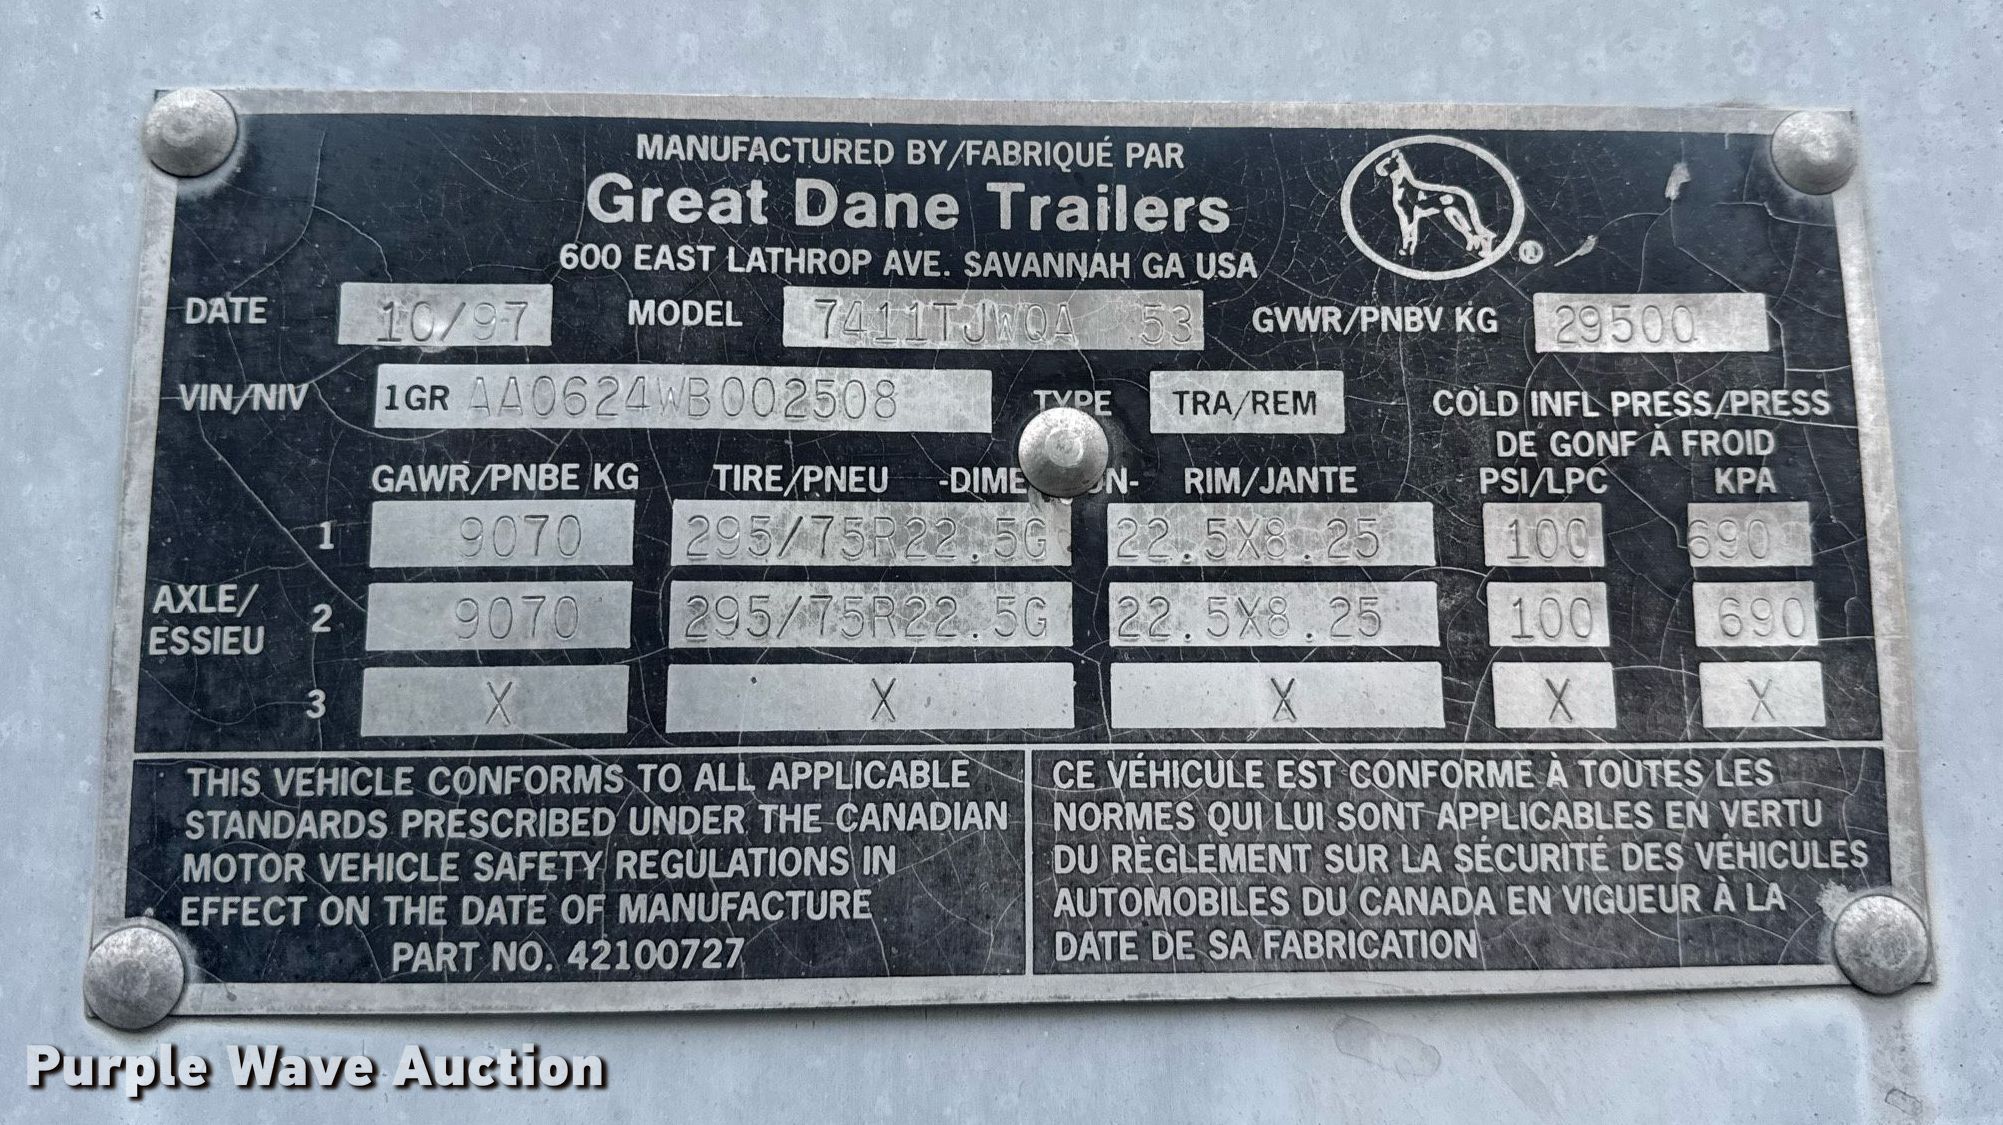 MANUFACTURED BY/FABRIQUÉ PAR
Great Dane Trailers
600 EAST LATHROP AVE. SAVANNAH GA USA
DATE 10/97 MODEL 7411TJWQA 53 GVWR/PNBV KG 29500
VIN/NIV 1GRAA0624WB002508 TYPE TRA/REM COLD INFL PRESS/PRESS
DE GONF À FROID
GAWR/PNBE KG TIRE/PNEU -DIMENSION- RIM/JANTE PSI/LPC KPA
1 9070 295/75R22.5G 22.5X8.25 100 690
AXLE/
ESSIEU
2 9070 295/75R22.5G 22.5X8.25 100 690
3 X X X X X
THIS VEHICLE CONFORMS TO ALL APPLICABLE
STANDARDS PRESCRIBED UNDER THE CANADIAN
MOTOR VEHICLE SAFETY REGULATIONS IN
EFFECT ON THE DATE OF MANUFACTURE
PART NO. 42100727
CE VÉHICULE EST CONFORME À TOUTES LES
NORMES QUI LUI SONT APPLICABLES EN VERTU
DU RÈGLEMENT SUR LA SÉCURITÉ DES VÉHICULES
AUTOMOBILES DU CANADA EN VIGUEUR À LA
DATE DE SA FABRICATION
Purple Wave Auction